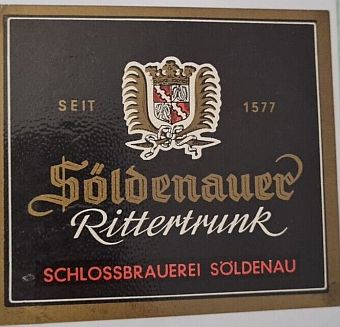 SEIT 1577
Söldenauer
Rittertrunk
SCHLOSSBRAUEREI SÖLDENAU